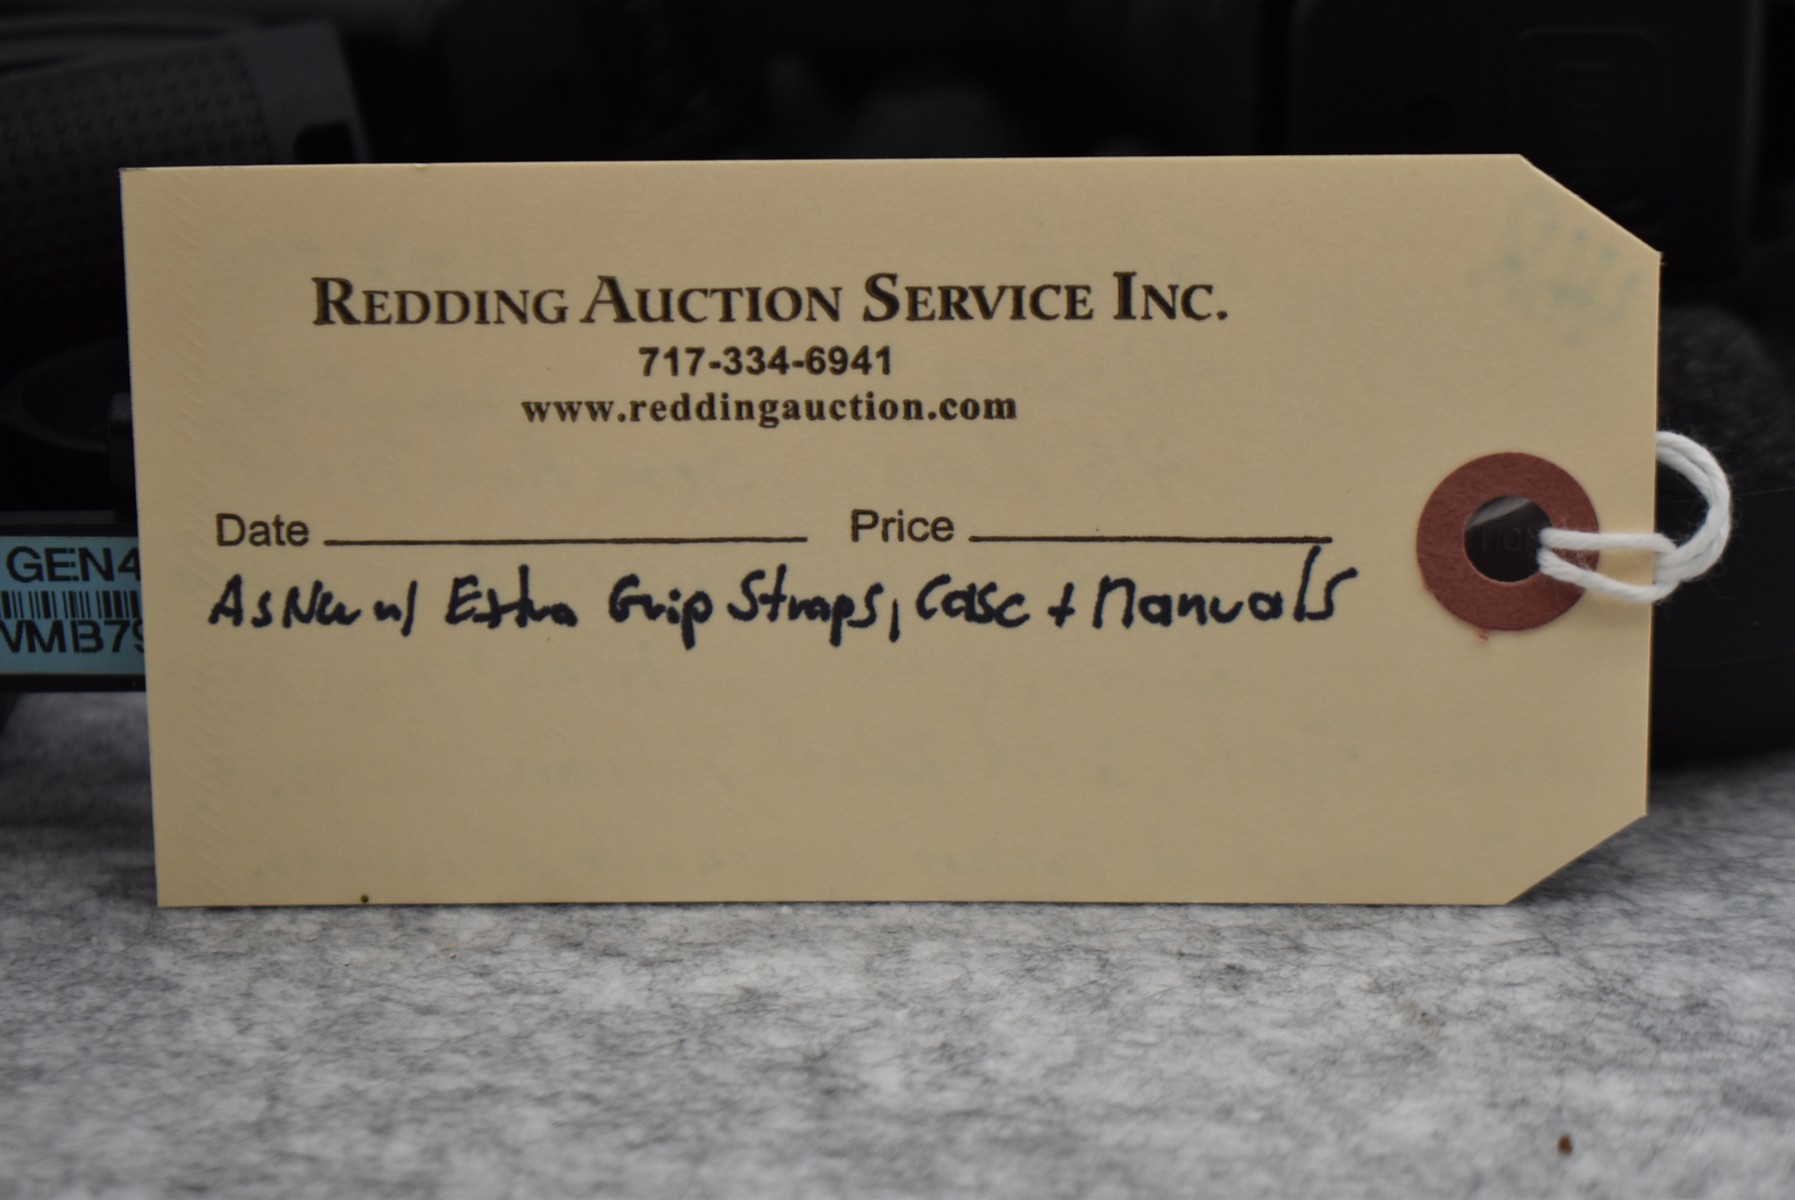 REDDING AUCTION SERVICE INC.
717-334-6941
www.reddingauction.com
Date Price
As New w/ Extra Grip Straps, Case + Manuals
GEN4
VMB79